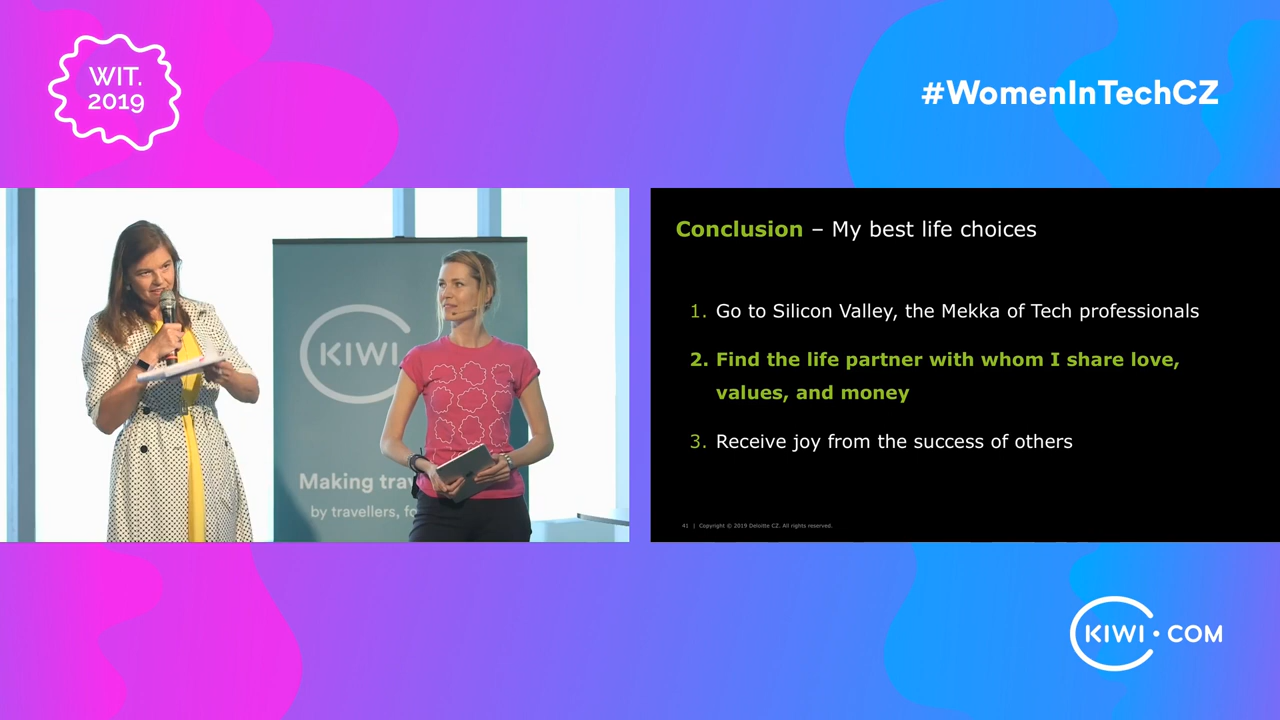 WIT.
2019
#WomenInTechCZ
KIWI.
Making trav
by travellers, fo
Conclusion – My best life choices
1. Go to Silicon Valley, the Mekka of Tech professionals
2. Find the life partner with whom I share love,
values, and money
3. Receive joy from the success of others
41 | Copyright © 2019 Deloitte CZ. All rights reserved.
KIWI·COM